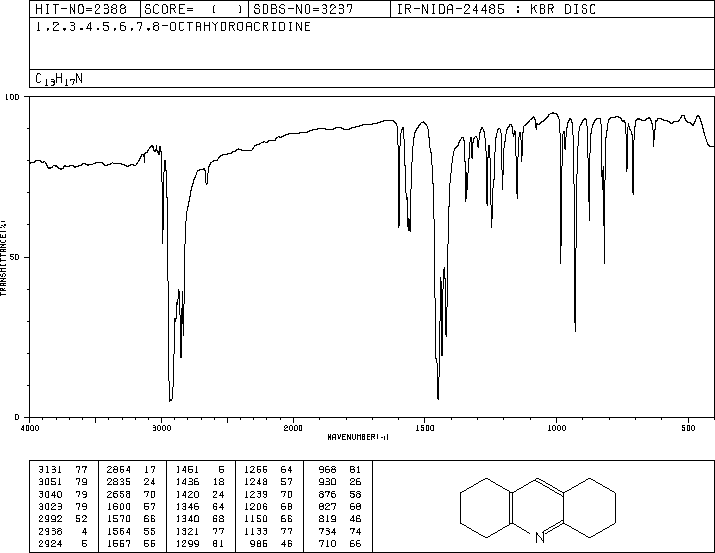 HIT-NO=2388 SCORE= ( ) SDBS-NO=3237 IR-NIDA-24485 : KBR DISC
1,2,3,4,5,6,7,8-OCTAHYDROACRIDINE
C13H17N
100
TRANSMITTANCE(%)
50
0
4000 3000 2000 1500 1000 500
WAVENUMBER(-1)
3131 77 2864 17 1451 5 1266 64 968 81
3051 79 2835 24 1436 18 1248 57 930 26
3040 79 2658 70 1420 24 1239 70 876 58
3023 79 1600 57 1346 64 1206 68 827 68
2992 52 1570 66 1340 68 1150 66 819 46
2938 4 1564 55 1321 77 1133 77 734 74
2924 5 1557 55 1299 81 985 46 710 66
N